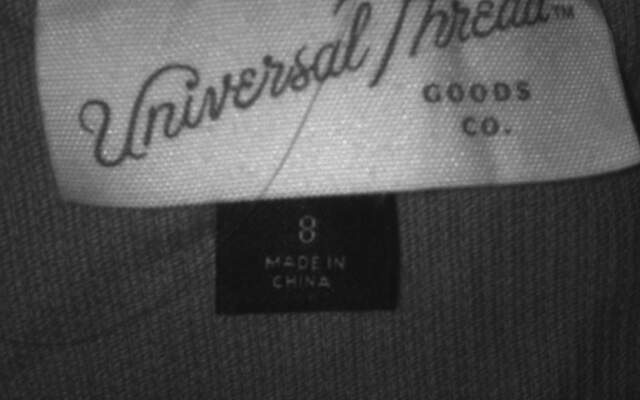 Universal Thread™
GOODS
CO.
8
MADE IN
CHINA